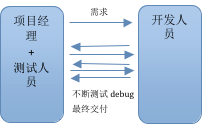 项目经
理
+
测试人
员
需求
不断测试 debug
最终交付
开发人
员